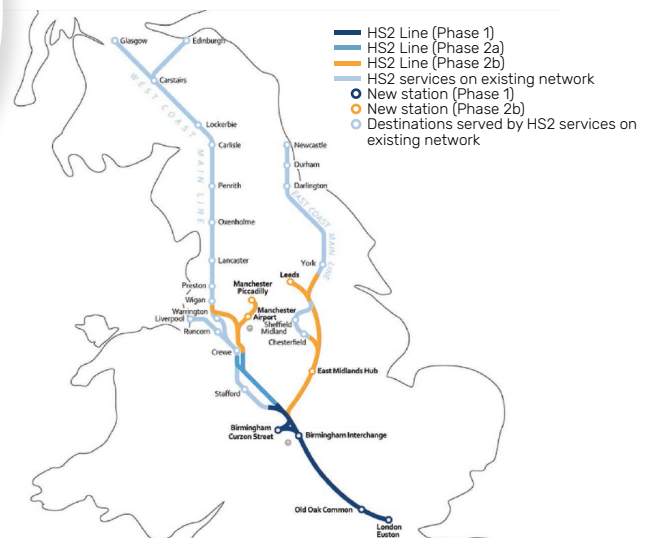 HS2 Line (Phase 1)
HS2 Line (Phase 2a)
HS2 Line (Phase 2b)
HS2 services on existing network
New station (Phase 1)
New station (Phase 2b)
Destinations served by HS2 services on
existing network
Glasgow
Edinburgh
Carstairs
WEST COAST MAIN LINE
Lockerbie
Carlisle
Newcastle
Durham
Penrith
Darlington
EAST COAST MAIN LINE
Oxenholme
Lancaster
York
Leeds
Preston
Manchester
Piccadilly
Wigan
Warrington
Liverpool
Manchester
Airport
Runcorn
Sheffield
Midland
Chesterfield
Crewe
East Midlands Hub
Stafford
Birmingham
Curzon Street
Birmingham Interchange
Old Oak Common
London
Euston